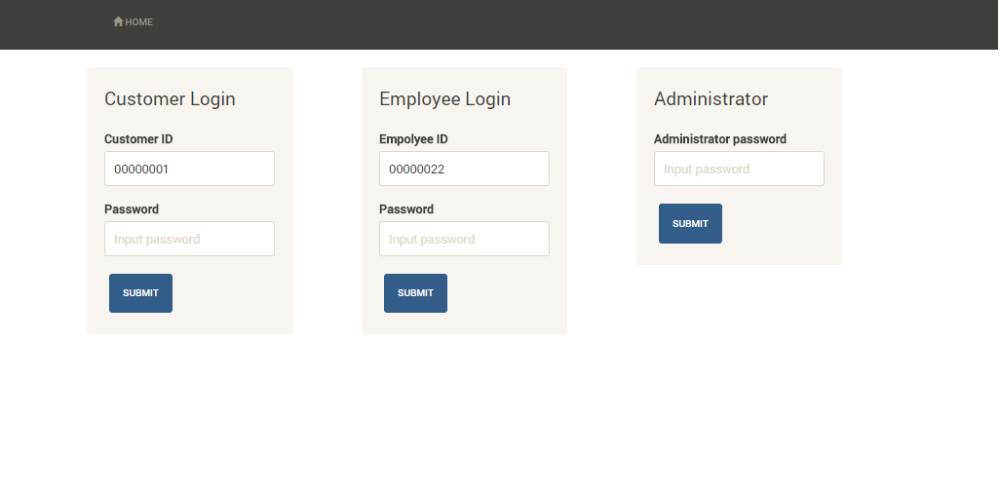 HOME
Customer Login
Customer ID
00000001
Password
Input password
SUBMIT
Employee Login
Empolyee ID
00000022
Password
Input password
SUBMIT
Administrator
Administrator password
Input password
SUBMIT